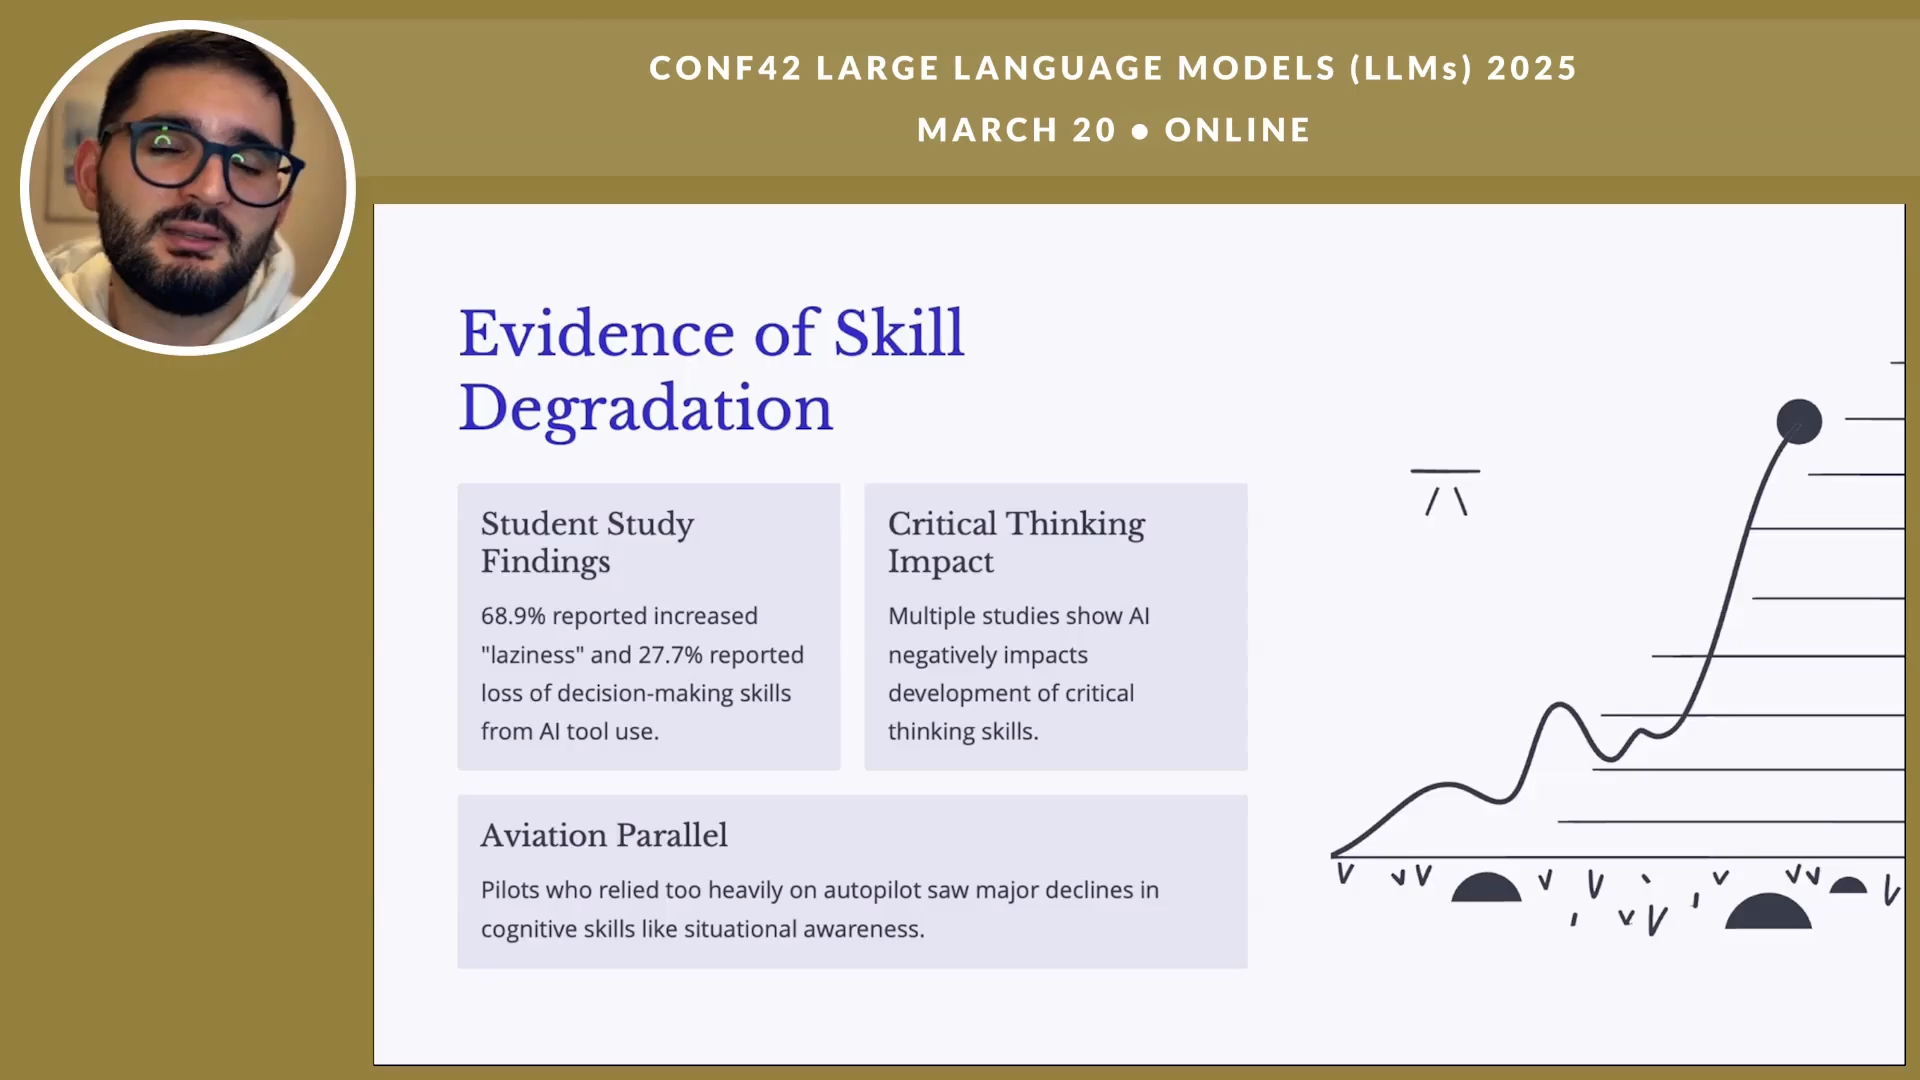 CONF42 LARGE LANGUAGE MODELS (LLMs) 2025
MARCH 20 ● ONLINE
Evidence of Skill
Degradation
Student Study
Findings
68.9% reported increased
"laziness" and 27.7% reported
loss of decision-making skills
from AI tool use.
Critical Thinking
Impact
Multiple studies show AI
negatively impacts
development of critical
thinking skills.
Aviation Parallel
Pilots who relied too heavily on autopilot saw major declines in
cognitive skills like situational awareness.